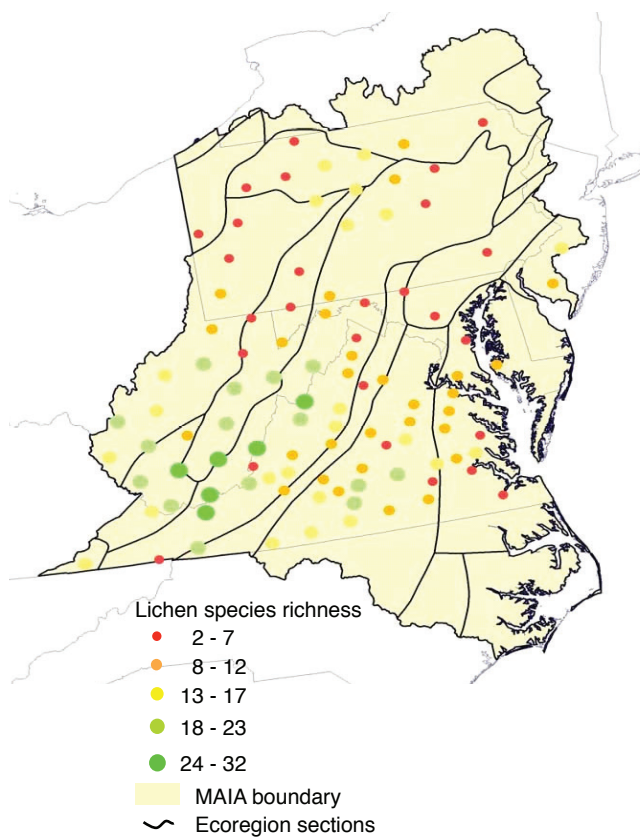 Lichen species richness
2 - 7
8 - 12
13 - 17
18 - 23
24 - 32
MAIA boundary
Ecoregion sections